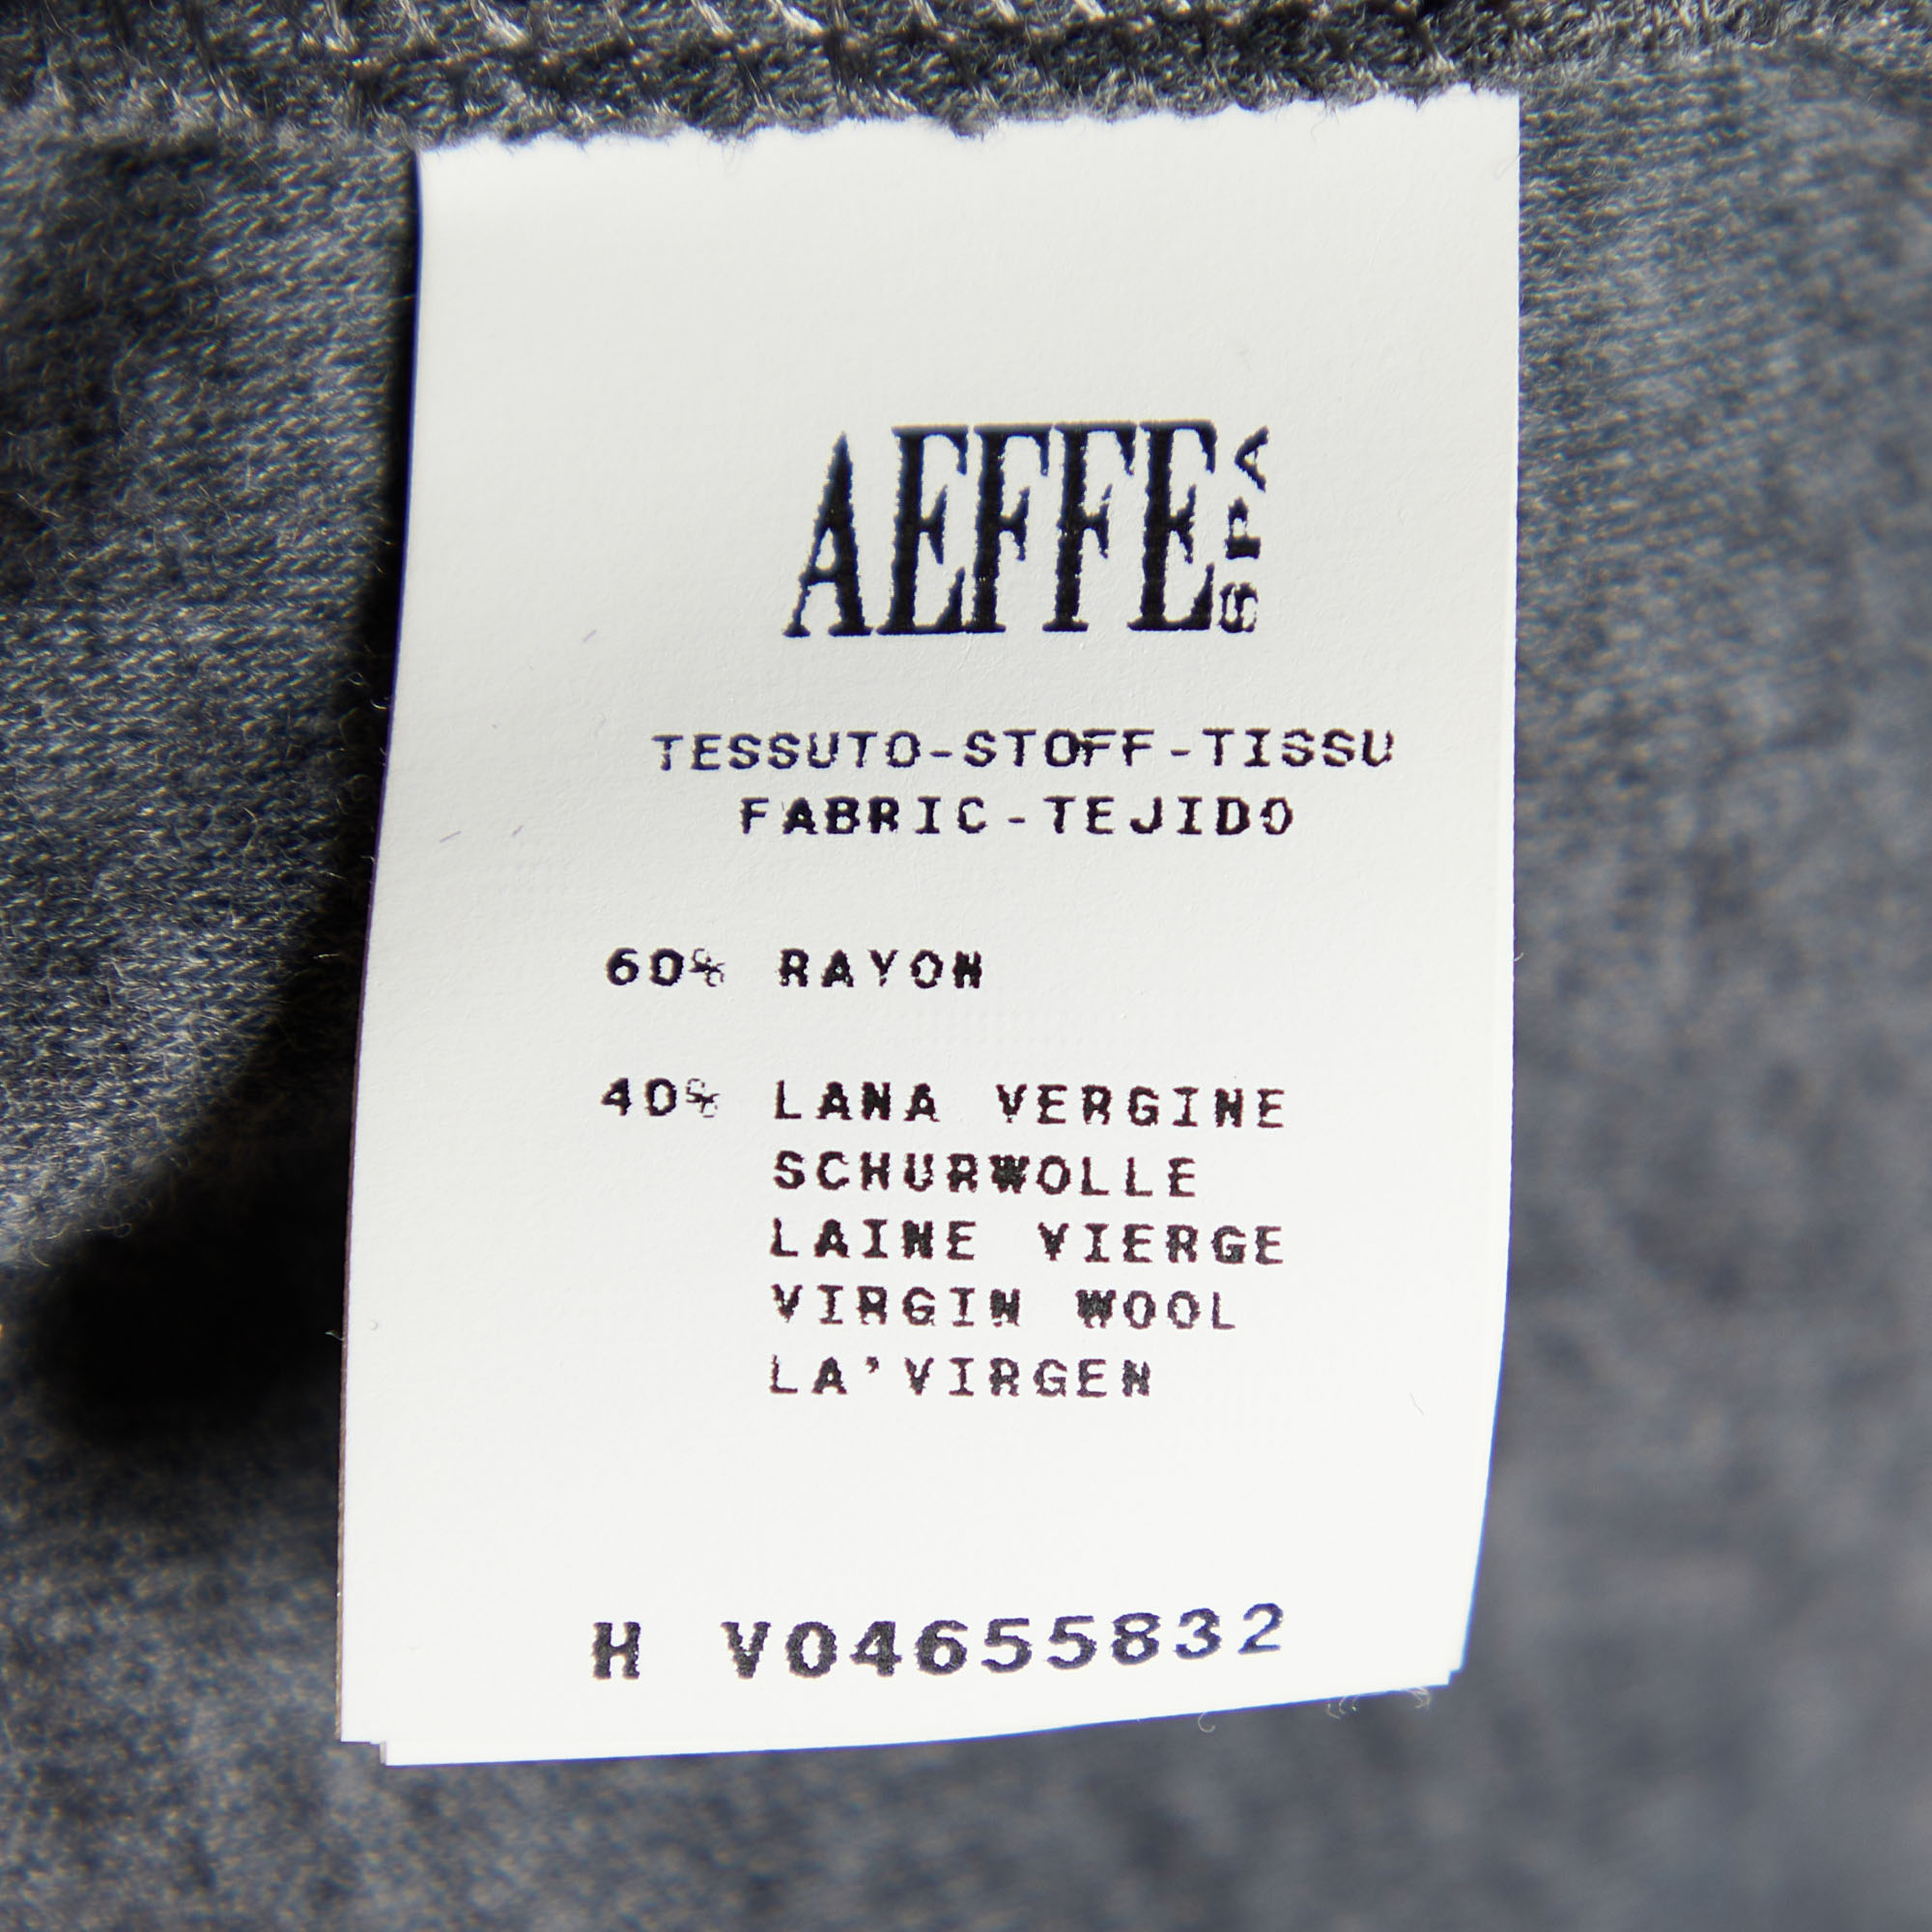 AEFFE SPA
TESSUTO-STOFF-TISSU
FABRIC-TEJIDO
60% RAYON
40% LANA VERGINE
SCHURWOLLE
LAINE VIERGE
VIRGIN WOOL
LA'VIRGEN
H V04655832